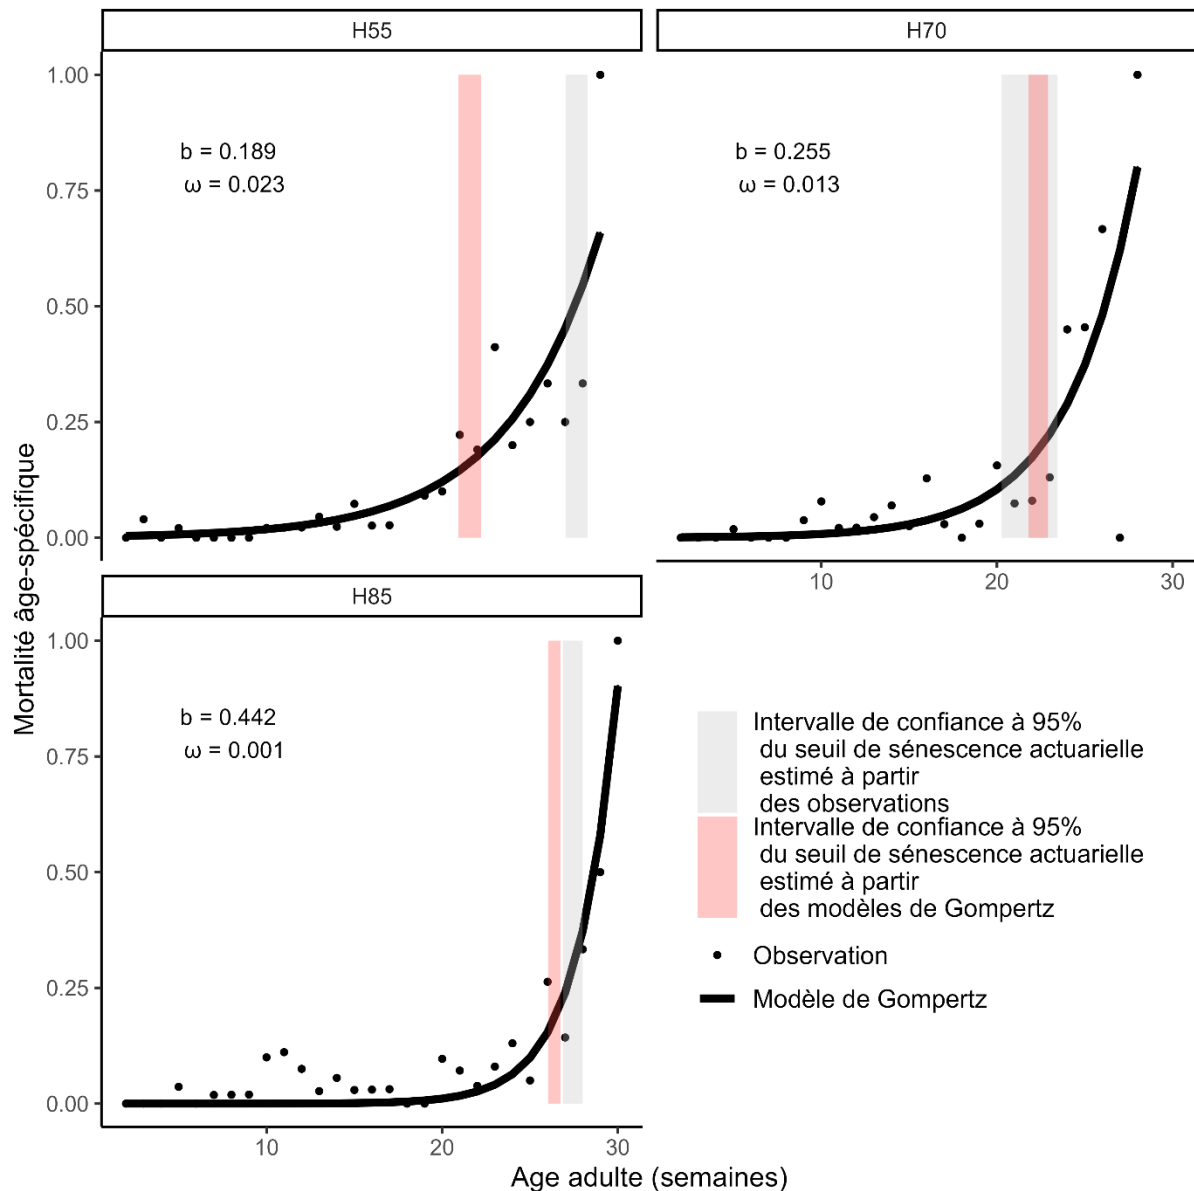 H55
H70
1.00
0.75
0.50
0.25
0.00
b = 0.189
ω = 0.023
b = 0.255
ω = 0.013
10
20
30
H85
1.00
0.75
0.50
0.25
0.00
b = 0.442
ω = 0.001
10
20
30
Mortalité âge-spécifique
Age adulte (semaines)
Intervalle de confiance à 95%
du seuil de sénescence actuarielle
estimé à partir
des observations
Intervalle de confiance à 95%
du seuil de sénescence actuarielle
estimé à partir
des modèles de Gompertz
Observation
Modèle de Gompertz